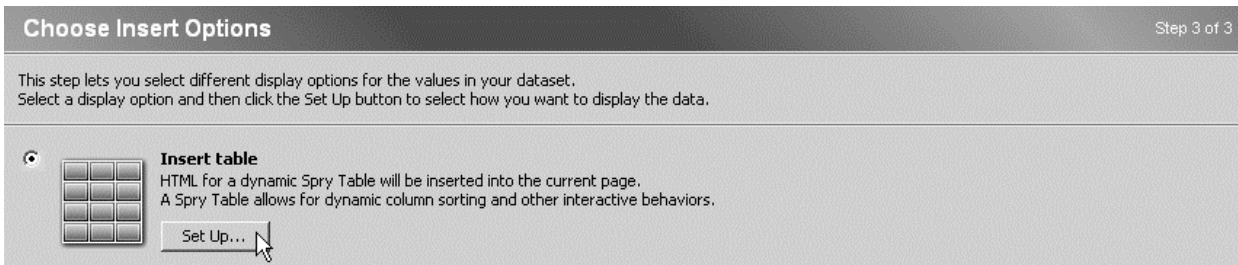 Choose Insert Options
Step 3 of 3
This step lets you select different display options for the values in your dataset.
Select a display option and then click the Set Up button to select how you want to display the data.
Insert table
HTML for a dynamic Spry Table will be inserted into the current page.
A Spry Table allows for dynamic column sorting and other interactive behaviors.
Set Up...